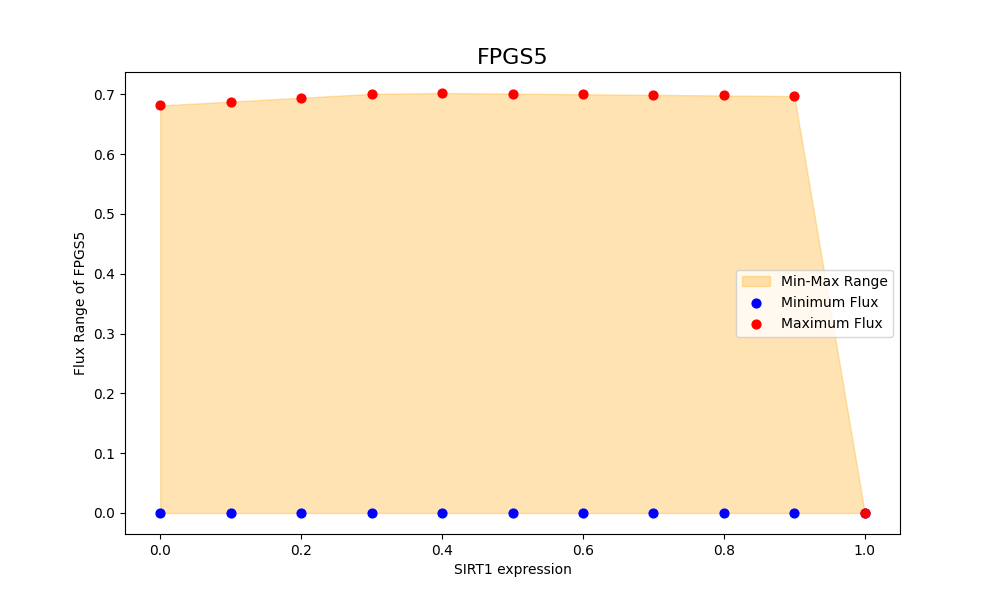 FPGS5
Flux Range of FPGS5
0.7
0.6
0.5
0.4
0.3
0.2
0.1
0.0
Min-Max Range
Minimum Flux
Maximum Flux
0.0 0.2 0.4 0.6 0.8 1.0
SIRT1 expression